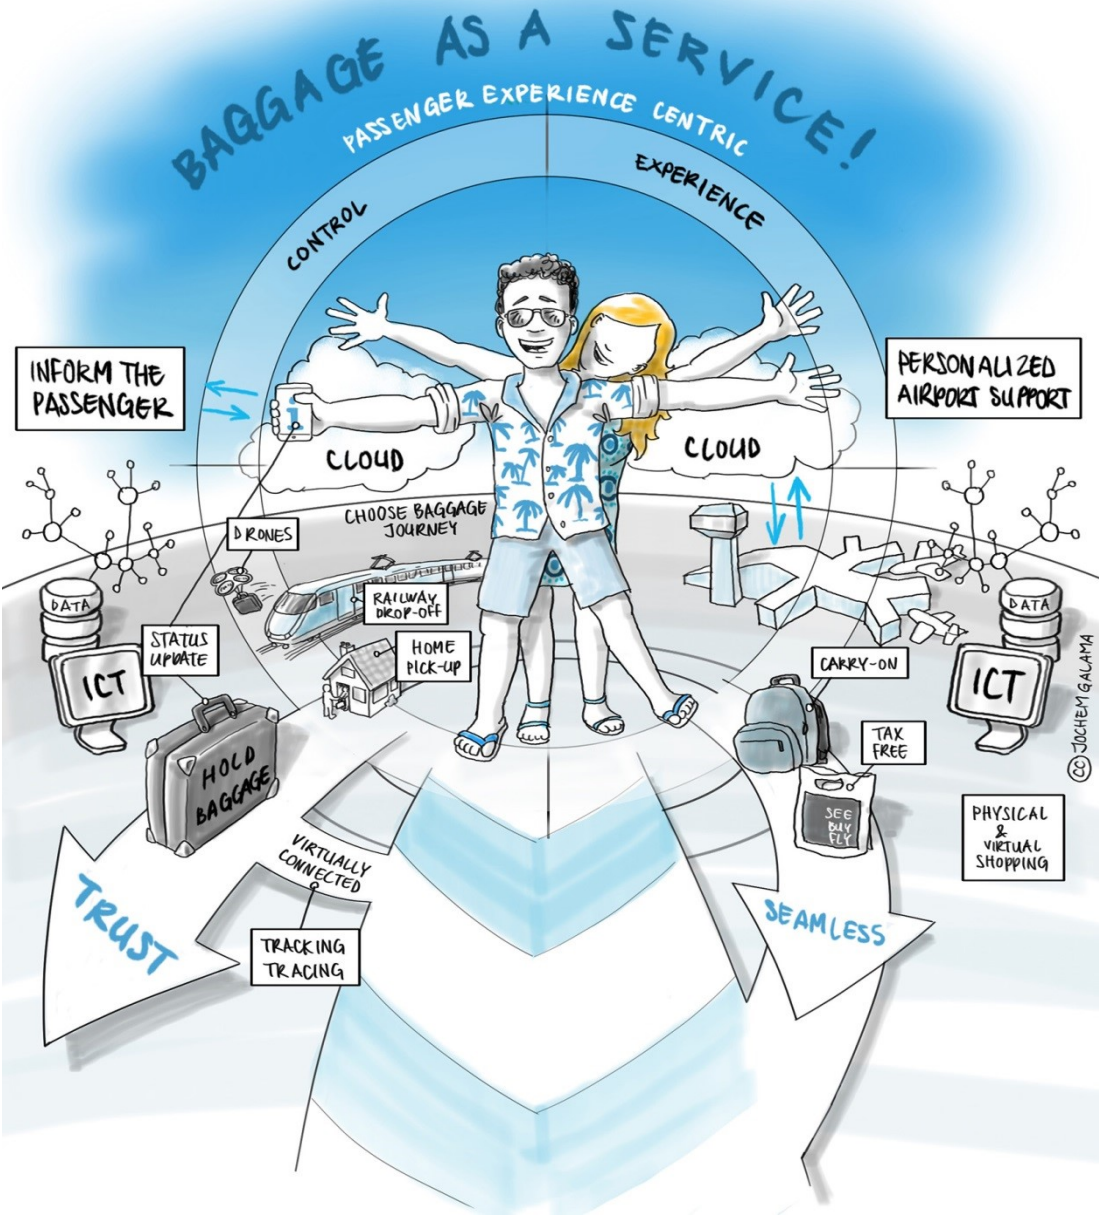 BAGGAGE AS A SERVICE!
PASSENGER EXPERIENCE CENTRIC
CONTROL
EXPERIENCE
INFORM THE
PASSENGER
PERSONALIZED
AIRPORT SUPPORT
1
CLOUD
CLOUD
CHOOSE BAGGAGE
JOURNEY
DRONES
RAILWAY
DROP-OFF
HOME
PICK-UP
DATA
ICT
STATUS
UPDATE
DATA
ICT
CARRY-ON
TAX
FREE
HOLD
BAGGAGE
SEE
BUY
FLY
PHYSICAL
&
VIRTUAL
SHOPPING
VIRTUALLY
CONNECTED
TRUST
TRACKING
TRACING
SEAMLESS
CC JOCHEM GALAMA